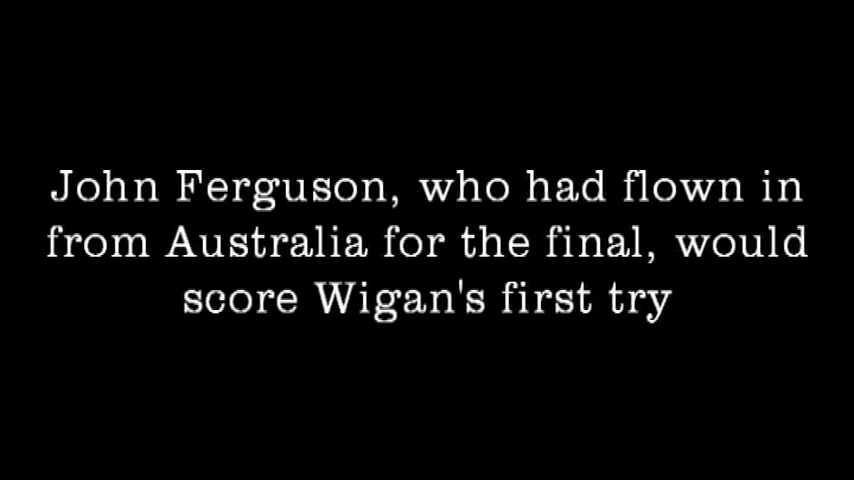 John Ferguson, who had flown in
from Australia for the final, would
score Wigan's first try